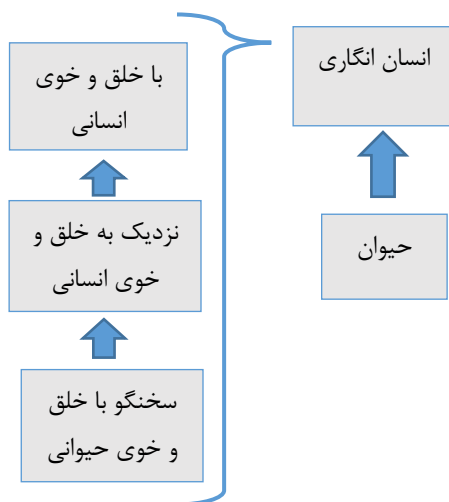 انسان انگاری
حیوان
با خلق و خوی
انسانی
نزدیک به خلق و
خوی انسانی
سخنگو با خلق
و خوی حیوانی